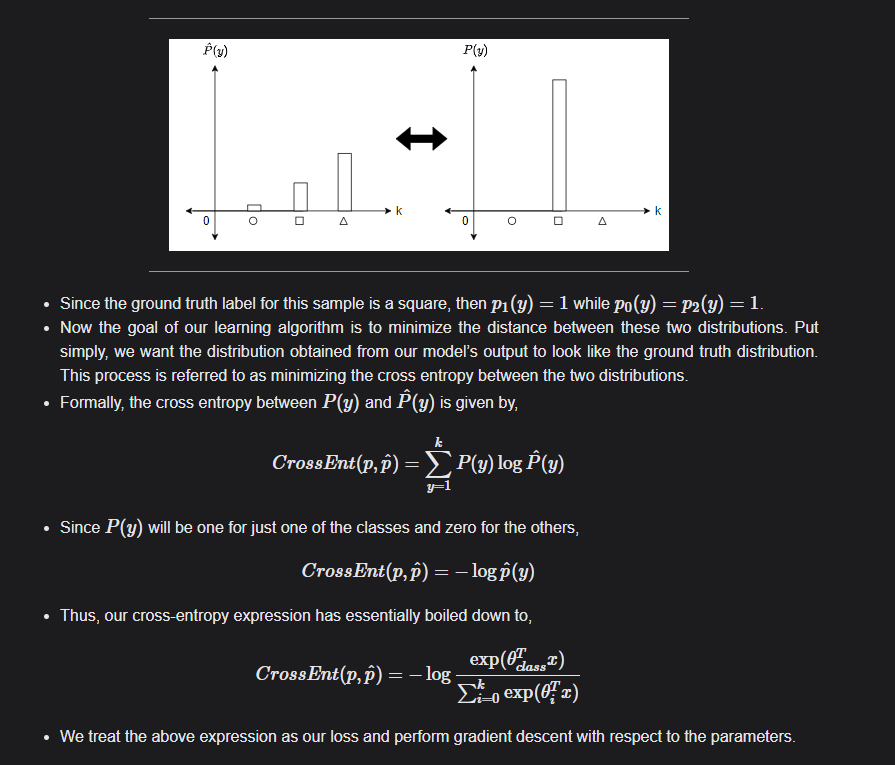 P̂(y) P(y)
k k
0 ○ □ △ 0 ○ □ △
• Since the ground truth label for this sample is a square, then p₁(y) = 1 while p₀(y) = p₂(y) = 1.
• Now the goal of our learning algorithm is to minimize the distance between these two distributions. Put
simply, we want the distribution obtained from our model's output to look like the ground truth distribution.
This process is referred to as minimizing the cross entropy between the two distributions.
• Formally, the cross entropy between P(y) and P̂(y) is given by,
CrossEnt(p, p̂) = ∑_{y=1}^{k} P(y) log P̂(y)
• Since P(y) will be one for just one of the classes and zero for the others,
CrossEnt(p, p̂) = − log p̂(y)
• Thus, our cross-entropy expression has essentially boiled down to,
CrossEnt(p, p̂) = − log exp(θ_{class}^T x) / ∑_{i=0}^{k} exp(θ_i^T x)
• We treat the above expression as our loss and perform gradient descent with respect to the parameters.